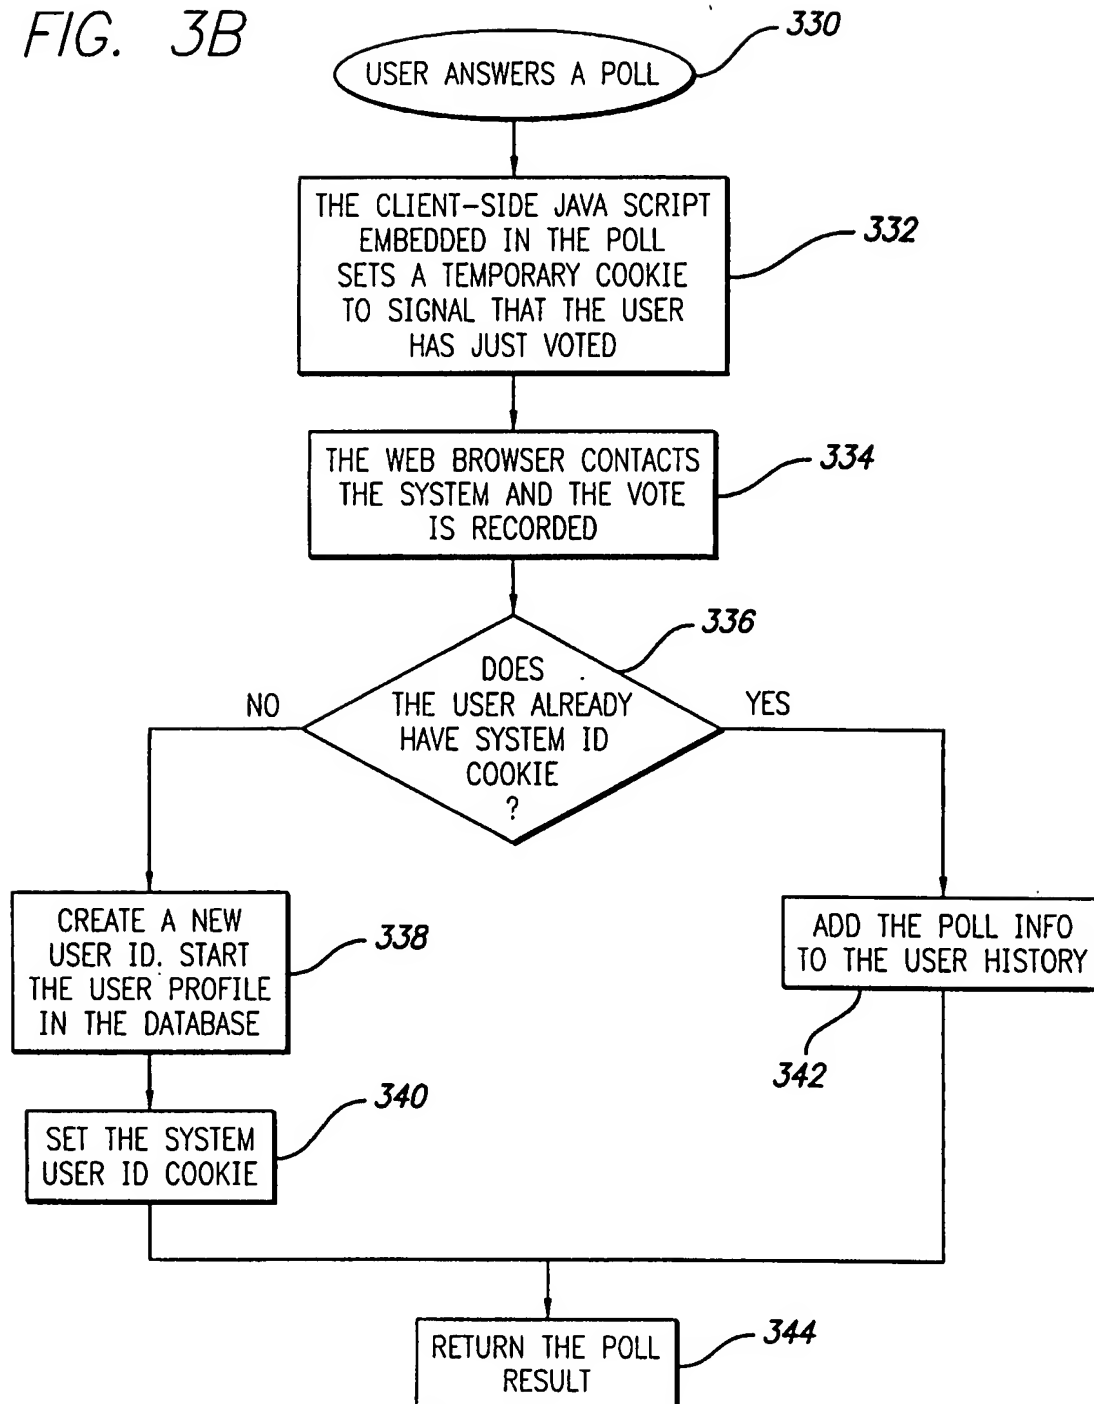 FIG. 3B
330
USER ANSWERS A POLL
THE CLIENT-SIDE JAVA SCRIPT
EMBEDDED IN THE POLL
SETS A TEMPORARY COOKIE
TO SIGNAL THAT THE USER
HAS JUST VOTED
332
THE WEB BROWSER CONTACTS
THE SYSTEM AND THE VOTE
IS RECORDED
334
336
DOES
THE USER ALREADY
HAVE SYSTEM ID
COOKIE
?
NO
YES
CREATE A NEW
USER ID. START
THE USER PROFILE
IN THE DATABASE
338
ADD THE POLL INFO
TO THE USER HISTORY
342
340
SET THE SYSTEM
USER ID COOKIE
RETURN THE POLL
RESULT
344